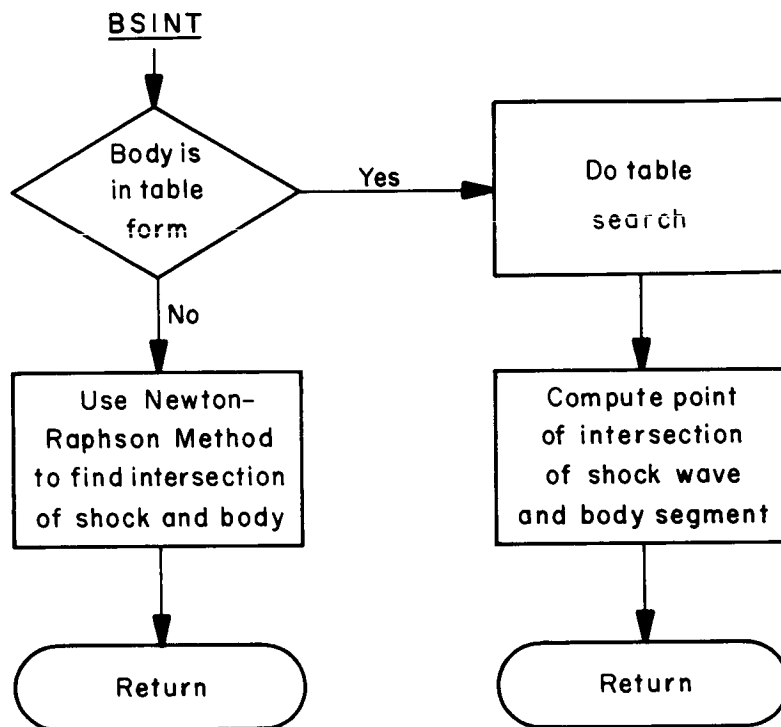 BSINT
Body is
in table
form
Yes
Do table
search
No
Use Newton-
Raphson Method
to find intersection
of shock and body
Compute point
of intersection
of shock wave
and body segment
Return
Return